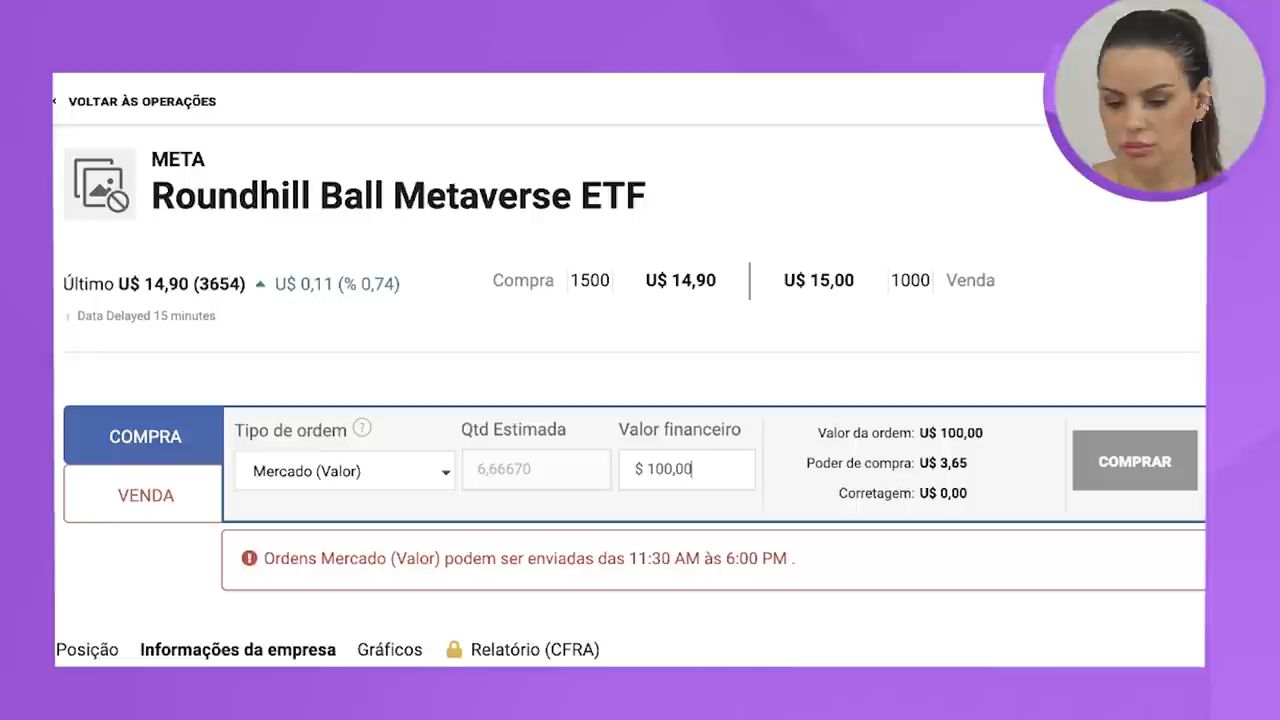 ‹ VOLTAR ÀS OPERAÇÕES
META
Roundhill Ball Metaverse ETF
Último U$ 14,90 (3654) ▲ U$ 0,11 (% 0,74)
Compra 1500 U$ 14,90 U$ 15,00 1000 Venda
Data Delayed 15 minutes
COMPRA
VENDA
Tipo de ordem ?
Mercado (Valor)
Qtd Estimada
6,66670
Valor financeiro
$ 100,00
Valor da ordem: U$ 100,00
Poder de compra: U$ 3,65
Corretagem: U$ 0,00
COMPRAR
Ordens Mercado (Valor) podem ser enviadas das 11:30 AM às 6:00 PM .
Posição Informações da empresa Gráficos Relatório (CFRA)